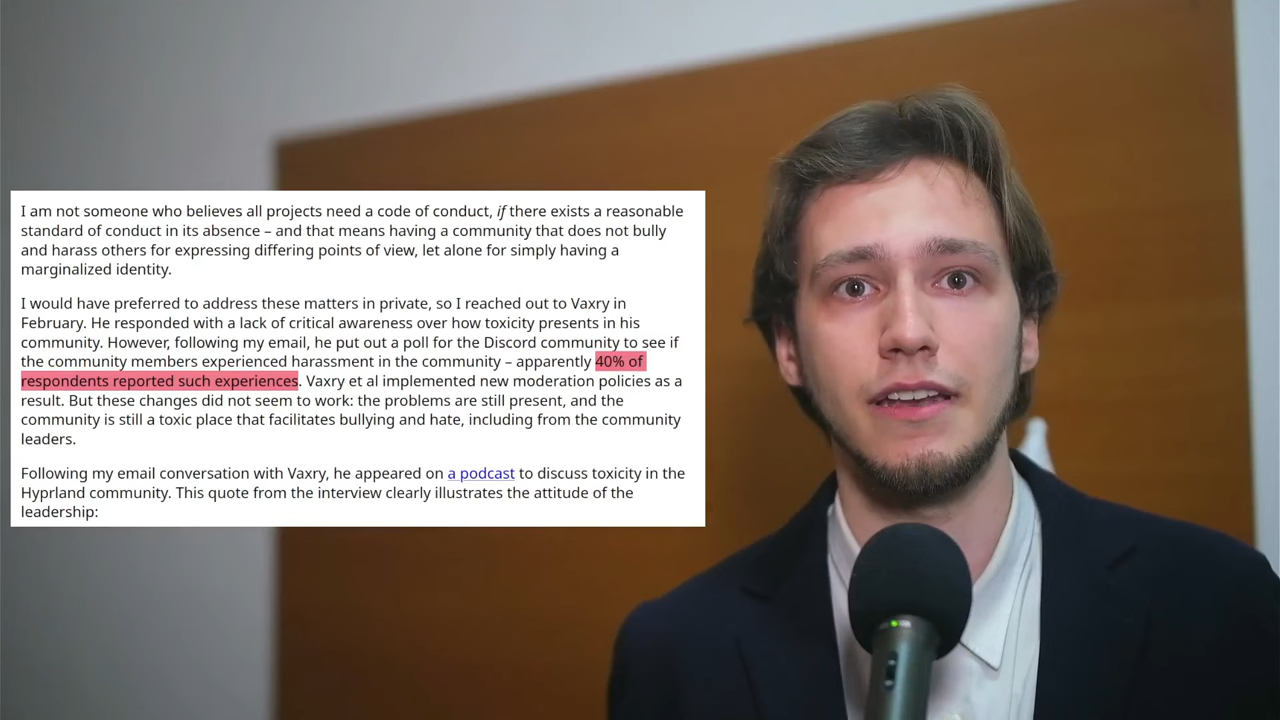 I am not someone who believes all projects need a code of conduct, if there exists a reasonable
standard of conduct in its absence – and that means having a community that does not bully
and harass others for expressing differing points of view, let alone for simply having a
marginalized identity.
I would have preferred to address these matters in private, so I reached out to Vaxry in
February. He responded with a lack of critical awareness over how toxicity presents in his
community. However, following my email, he put out a poll for the Discord community to see if
the community members experienced harassment in the community – apparently 40% of
respondents reported such experiences. Vaxry et al implemented new moderation policies as a
result. But these changes did not seem to work: the problems are still present, and the
community is still a toxic place that facilitates bullying and hate, including from the community
leaders.
Following my email conversation with Vaxry, he appeared on a podcast to discuss toxicity in the
Hyprland community. This quote from the interview clearly illustrates the attitude of the
leadership: